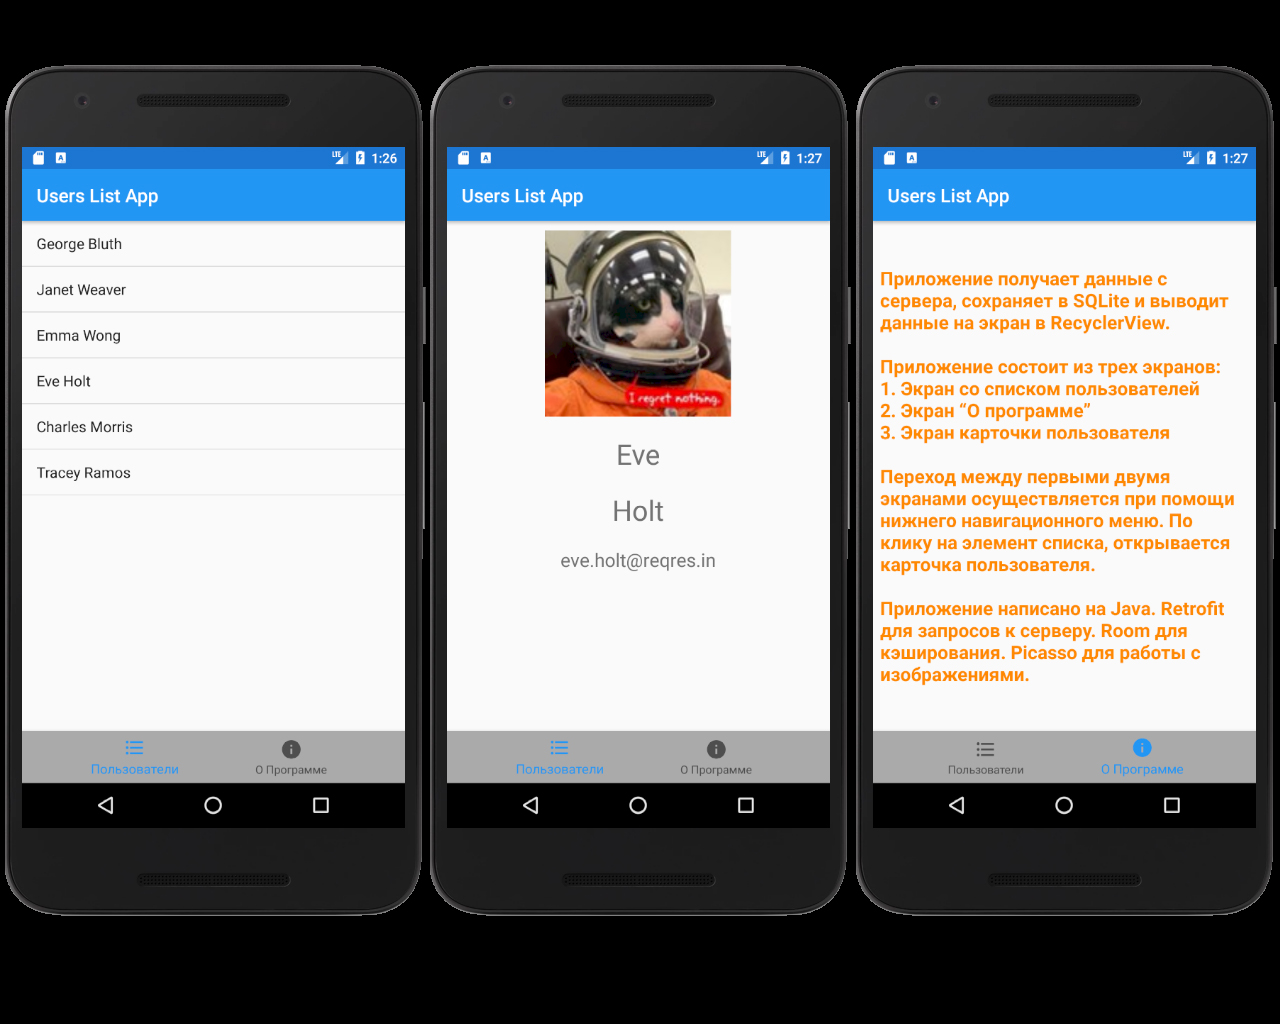 LTE 1:26
Users List App
George Bluth
Janet Weaver
Emma Wong
Eve Holt
Charles Morris
Tracey Ramos
Пользователи
О Программе
LTE 1:27
Users List App
I regret nothing.
Eve
Holt
eve.holt@reqres.in
Пользователи
О Программе
LTE 1:27
Users List App
Приложение получает данные с
сервера, сохраняет в SQLite и выводит
данные на экран в RecyclerView.
Приложение состоит из трех экранов:
1. Экран со списком пользователей
2. Экран “О программе”
3. Экран карточки пользователя
Переход между первыми двумя
экранами осуществляется при помощи
нижнего навигационного меню. По
клику на элемент списка, открывается
карточка пользователя.
Приложение написано на Java. Retrofit
для запросов к серверу. Room для
кэширования. Picasso для работы с
изображениями.
Пользователи
О Программе